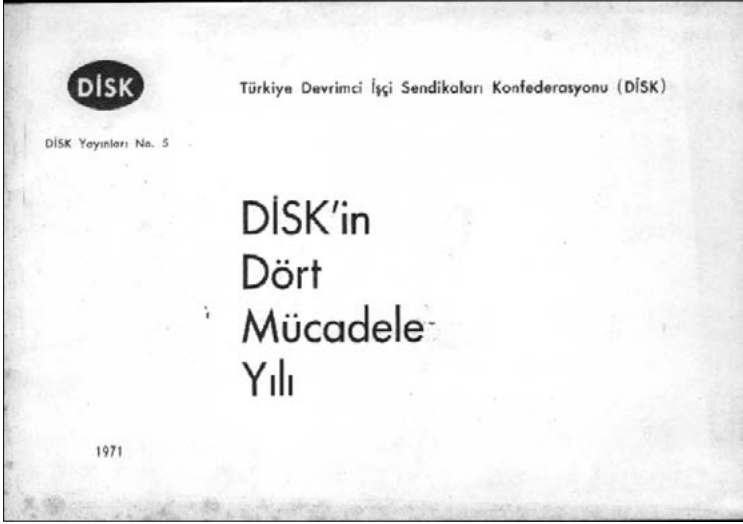 DİSK
Türkiye Devrimci İşçi Sendikaları Konfederasyonu (DİSK)
DİSK Yayınları No. 5
DİSK'in
Dört
Mücadele
Yılı
1971